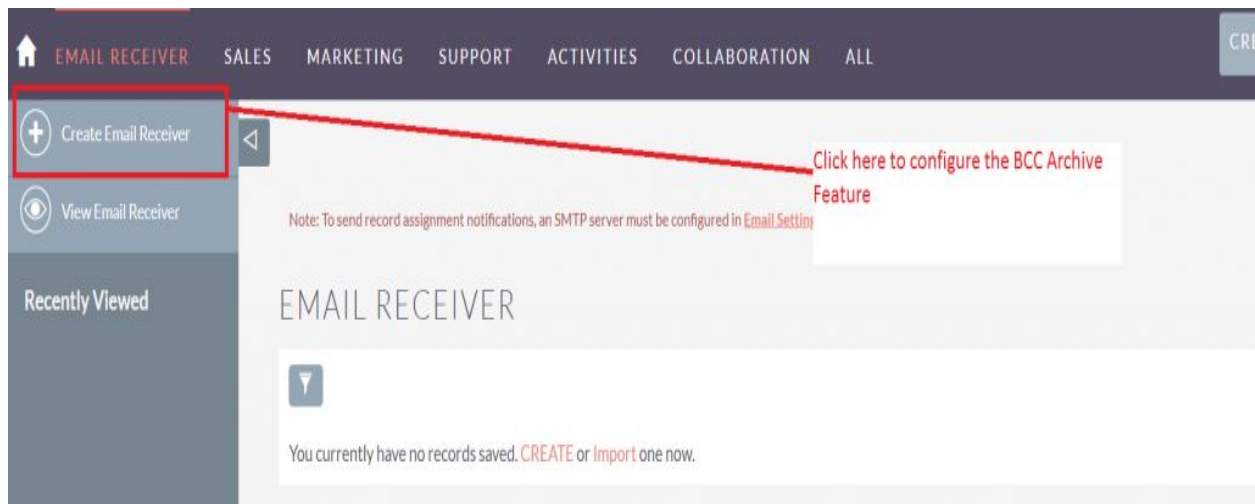 EMAIL RECEIVER SALES MARKETING SUPPORT ACTIVITIES COLLABORATION ALL
Create Email Receiver
Click here to configure the BCC Archive
Feature
View Email Receiver
Note: To send record assignment notifications, an SMTP server must be configured in Email
Recently Viewed
EMAIL RECEIVER
You currently have no records saved. CREATE or Import one now.